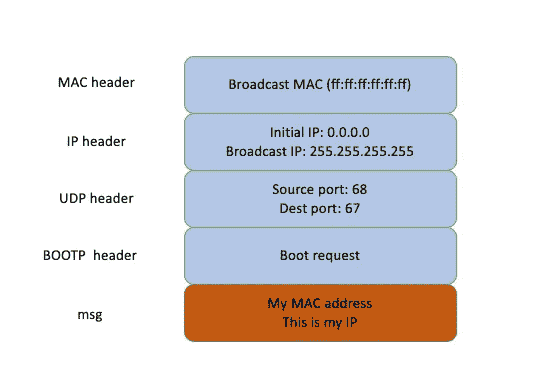 MAC header
Broadcast MAC (ff:ff:ff:ff:ff:ff)
IP header
Initial IP: 0.0.0.0
Broadcast IP: 255.255.255.255
UDP header
Source port: 68
Dest port: 67
BOOTP header
Boot request
msg
My MAC address
This is my IP